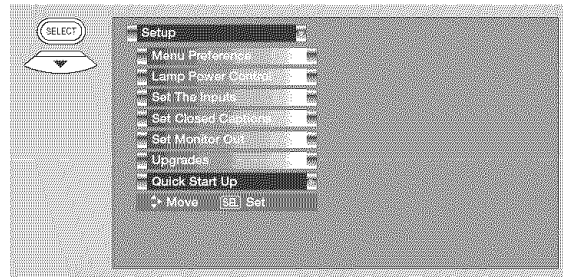 SELECT
Setup
Menu Preference
Lamp Power Control
Set The Inputs
Set Closed Captions
Set Monitor Out
Upgrades
Quick Start Up
Move SEL Set